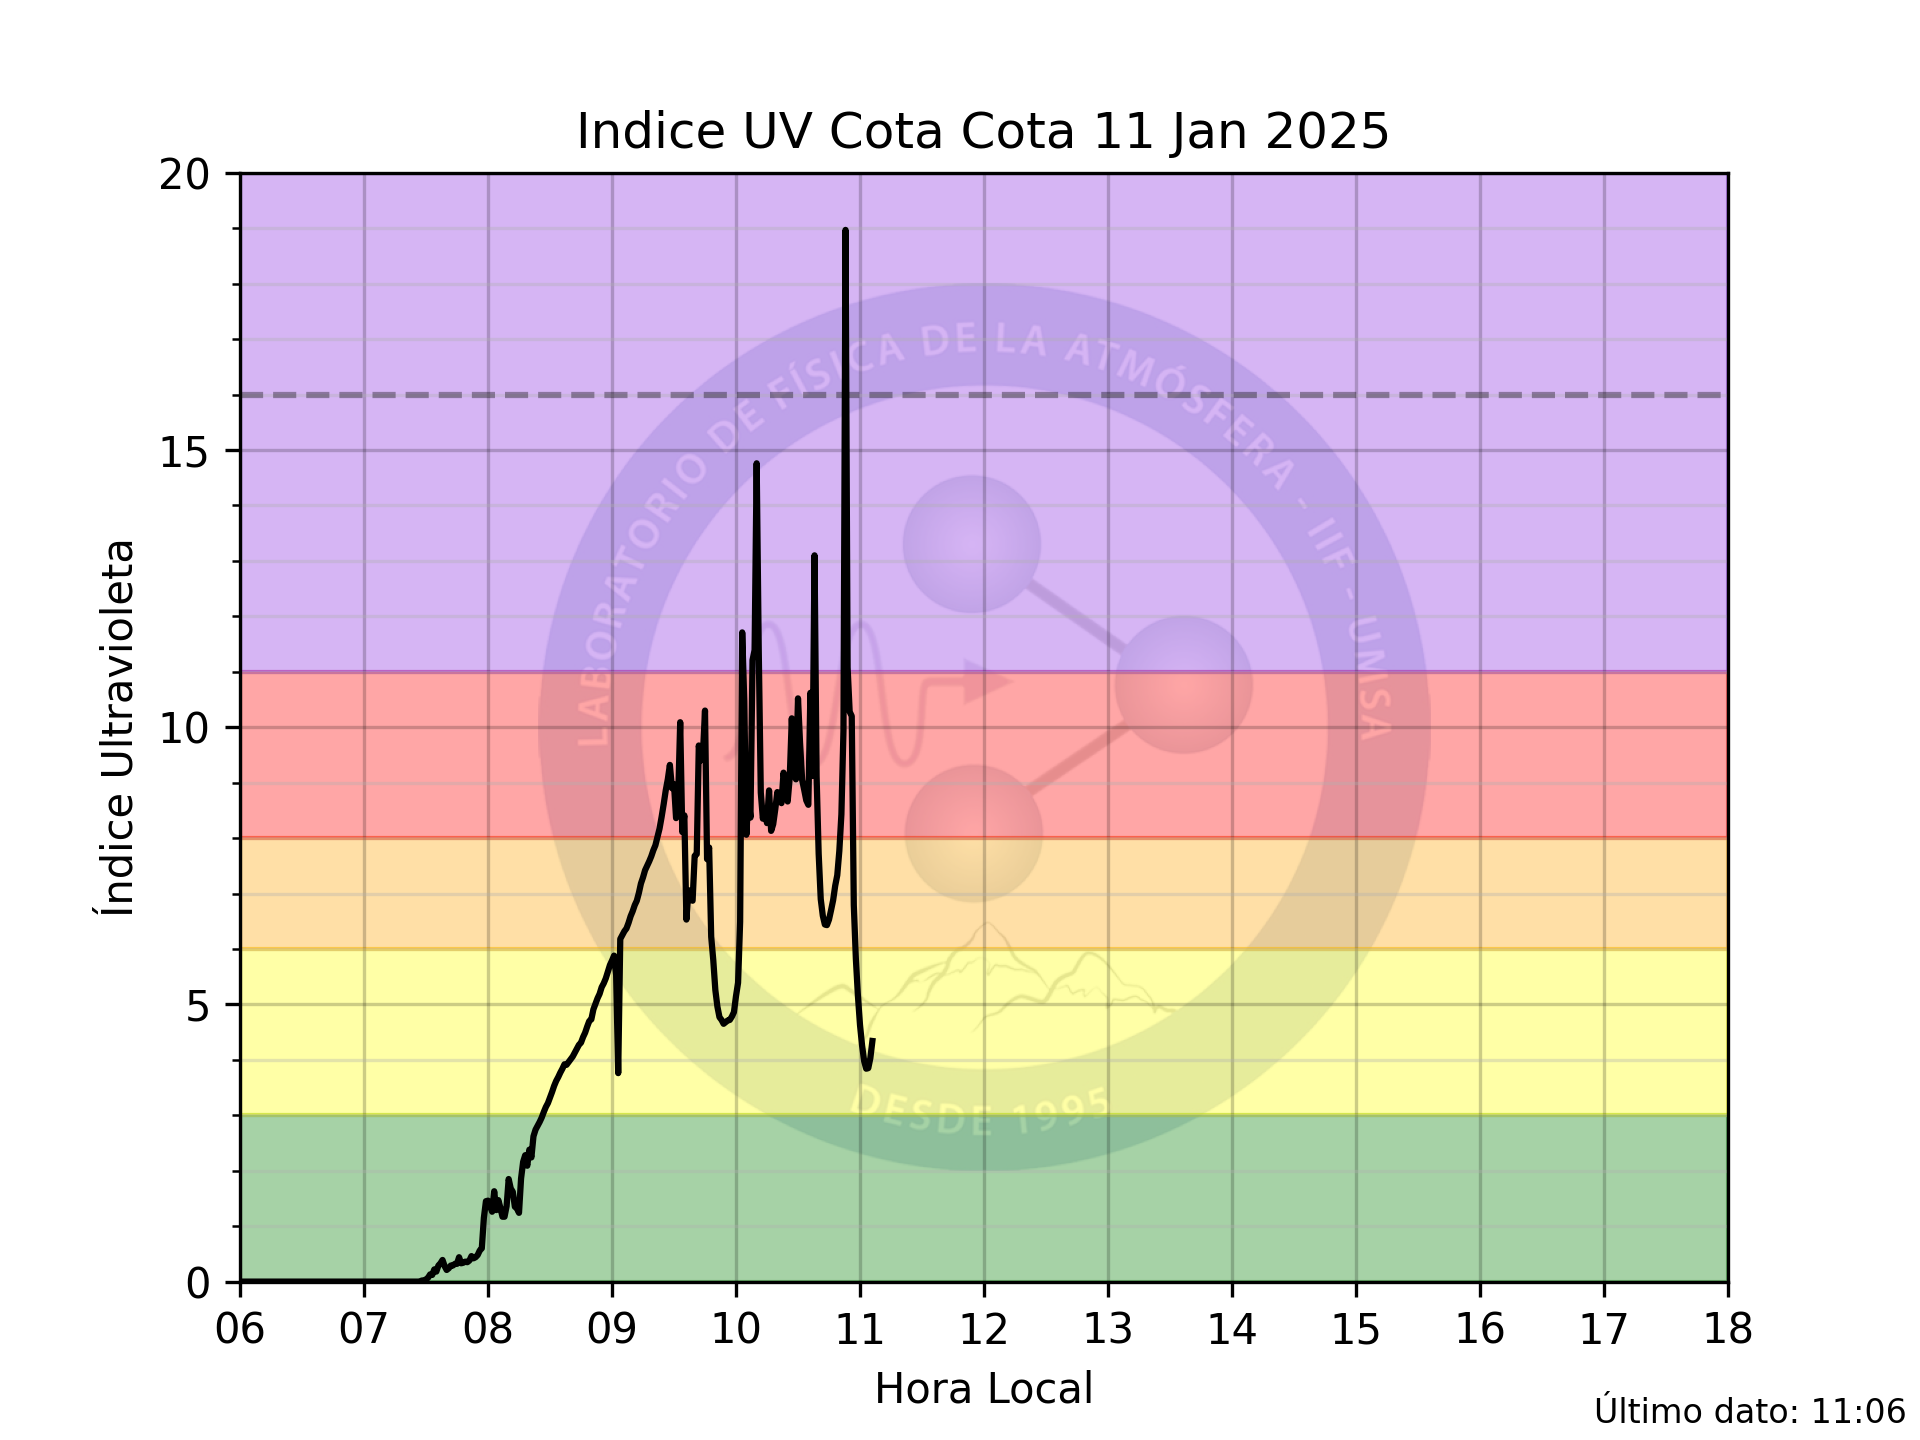 Indice UV Cota Cota 11 Jan 2025
20
15
10
5
0
Índice Ultravioleta
LABORATORIO DE FÍSICA DE LA ATMÓSFERA - IIF - UMSA
DESDE 1995
06 07 08 09 10 11 12 13 14 15 16 17 18
Hora Local
Último dato: 11:06